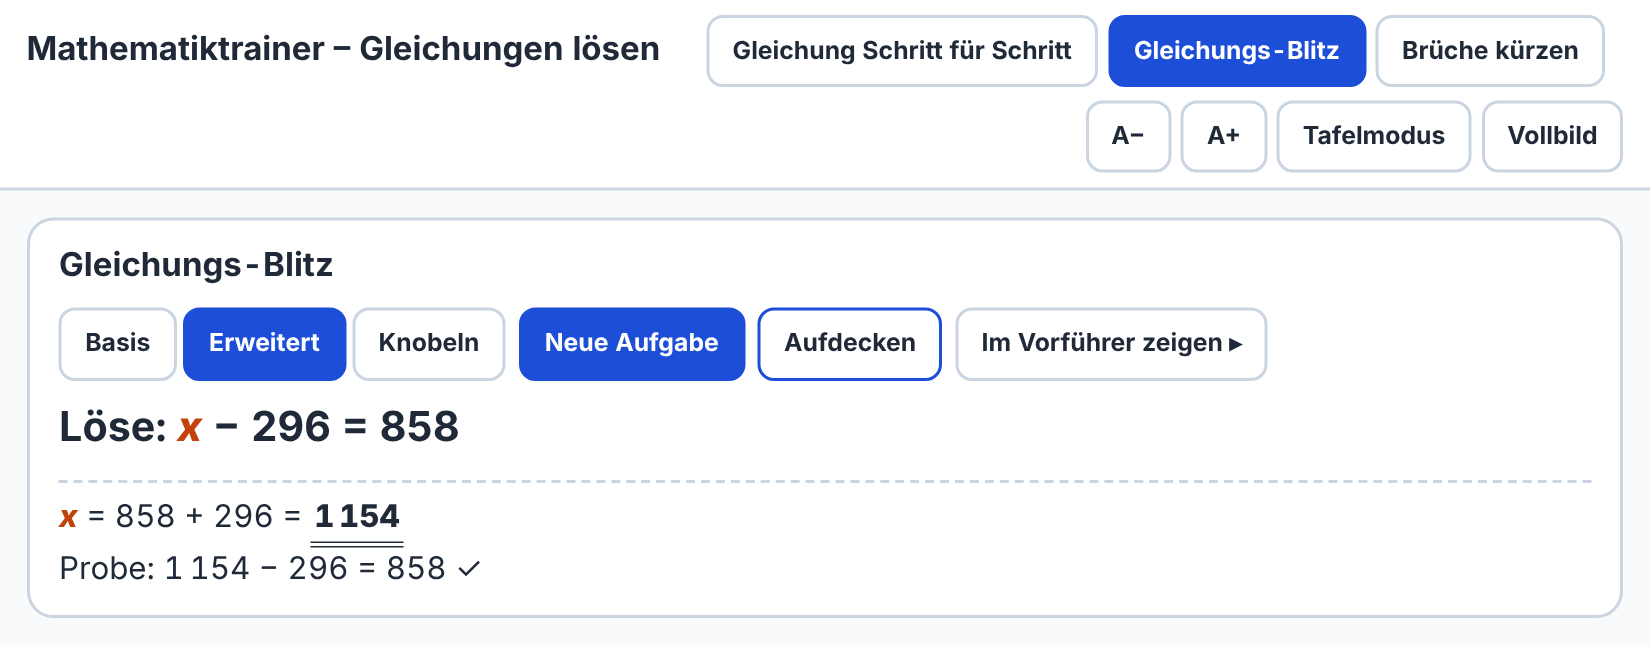 Mathematiktrainer – Gleichungen lösen
Gleichung Schritt für Schritt
Gleichungs-Blitz
Brüche kürzen
A−
A+
Tafelmodus
Vollbild
Gleichungs-Blitz
Basis
Erweitert
Knobeln
Neue Aufgabe
Aufdecken
Im Vorführer zeigen ▸
Löse: x − 296 = 858
x = 858 + 296 = 1 154
Probe: 1 154 − 296 = 858 ✓